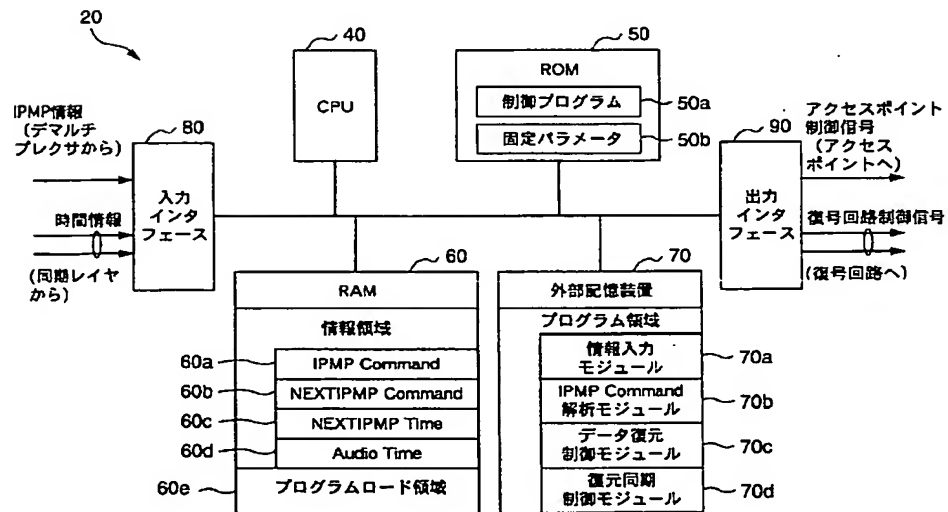 20
40
CPU
50
ROM
制御プログラム
50a
固定パラメータ
50b
IPMP情報
(デマルチ
プレクサから)
80
入力
インタ
フェース
時間情報
(同期レイヤ
から)
90
出力
インタ
フェース
アクセスポイント
制御信号
(アクセス
ポイントへ)
復号回路制御信号
(復号回路へ)
60
RAM
情報領域
60a
IPMP Command
60b
NEXTIPMP Command
60c
NEXTIPMP Time
60d
Audio Time
60e
プログラムロード領域
70
外部記憶装置
プログラム領域
情報入力
モジュール
70a
IPMP Command
解析モジュール
70b
データ復元
制御モジュール
70c
復元同期
制御モジュール
70d